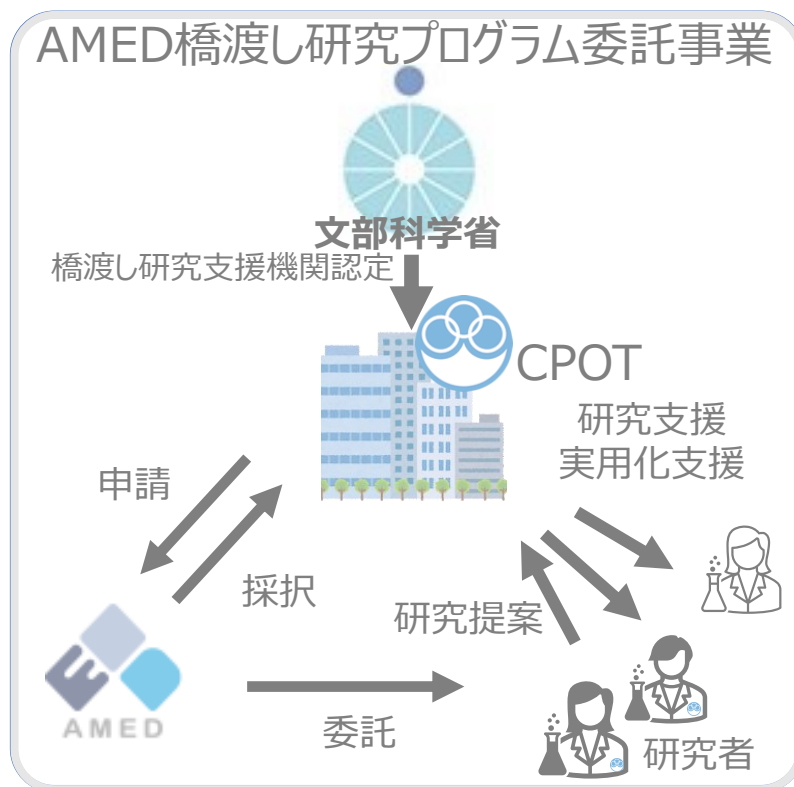 AMED橋渡し研究プログラム委託事業
文部科学省
橋渡し研究支援機関認定
CPOT
研究支援
実用化支援
申請
採択
研究提案
AMED
委託
研究者